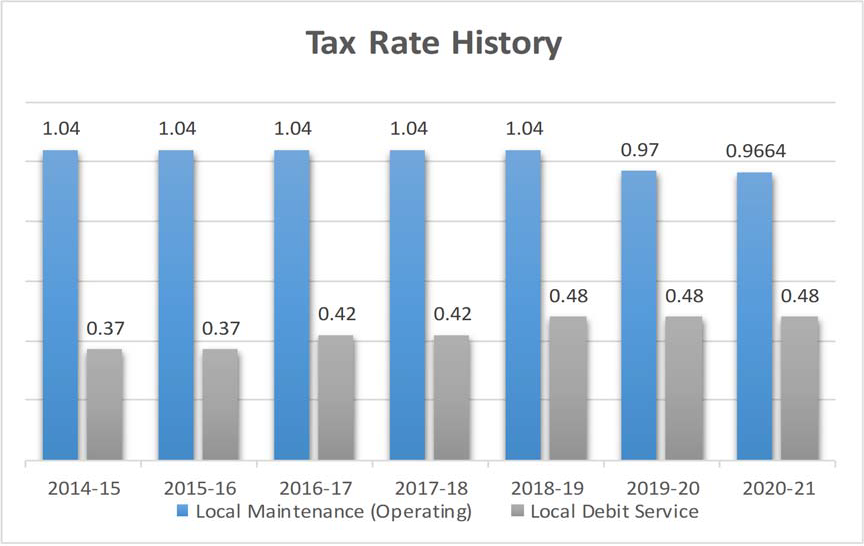 Tax Rate History
1.04 1.04 1.04 1.04 1.04 0.97 0.9664
0.37 0.37 0.42 0.42 0.48 0.48 0.48
2014-15 2015-16 2016-17 2017-18 2018-19 2019-20 2020-21
Local Maintenance (Operating) Local Debit Service